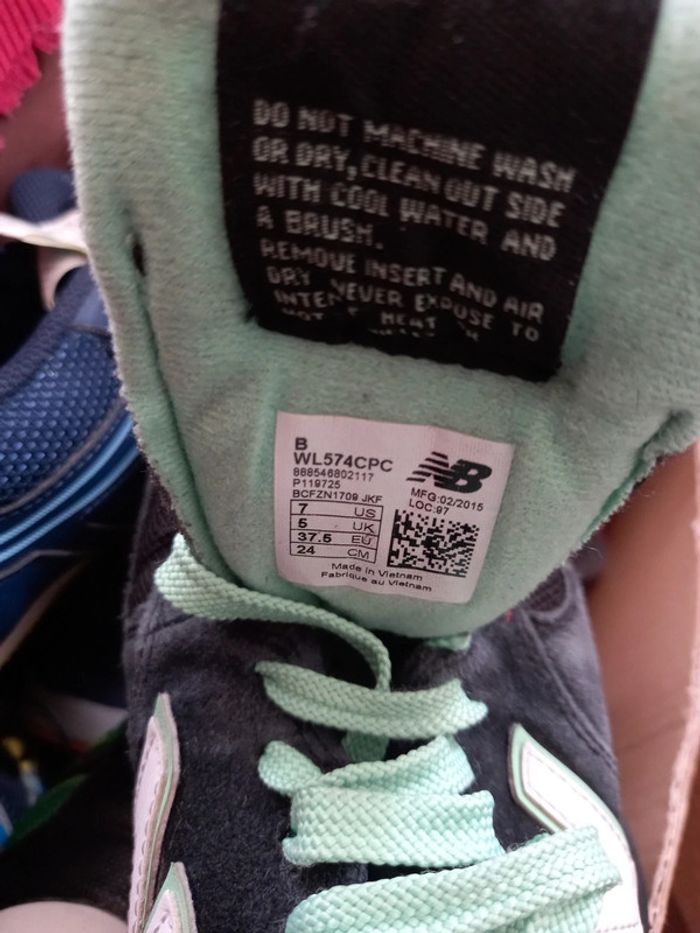 DO NOT MACHINE WASH
OR DRY, CLEAN OUT SIDE
WITH COOL WATER AND
A BRUSH.
REMOVE INSERT AND AIR
DRY NEVER EXPOSE TO
HEAT
B
WL574CPC
888546802117
P119725
BCFZN1709 JKF
7 US
5 UK
37.5 EU
24 CM
NB
MFG:02/2015
LOC:97
Made in Vietnam
Fabriqué au Vietnam